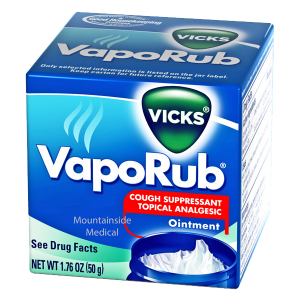 VICKS®
VapoRub
Only selected information is listed on the jar label.
Keep carton for future reference.
VICKS®
VapoRub®
COUGH SUPPRESSANT
TOPICAL ANALGESIC
Ointment
Mountainside
Medical
See Drug Facts
NET WT 1.76 OZ (50 g)